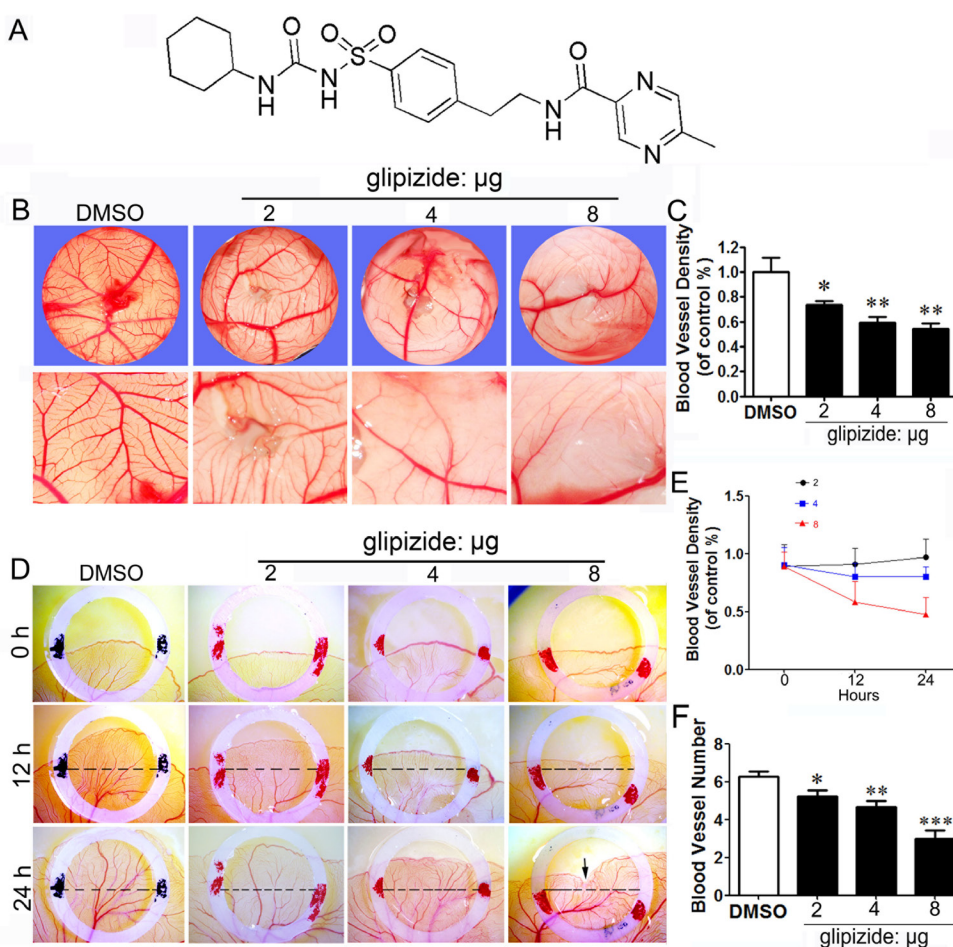 A
O
O
O
S
N
H
N
H
N
H
O
N
N
B
glipizide: µg
DMSO
2
4
8
C
Blood Vessel Density
(of control %)
1.2
1.0
0.8
0.6
0.4
0.2
0.0
*
**
**
DMSO
2
4
8
glipizide: µg
D
glipizide: µg
DMSO
2
4
8
0 h
12 h
24 h
E
Blood Vessel Density
(of control %)
1.5
1.0
0.5
0.0
2
4
8
0
12
24
Hours
F
Blood Vessel Number
8
6
4
2
0
*
**
***
DMSO
2
4
8
glipizide: µg